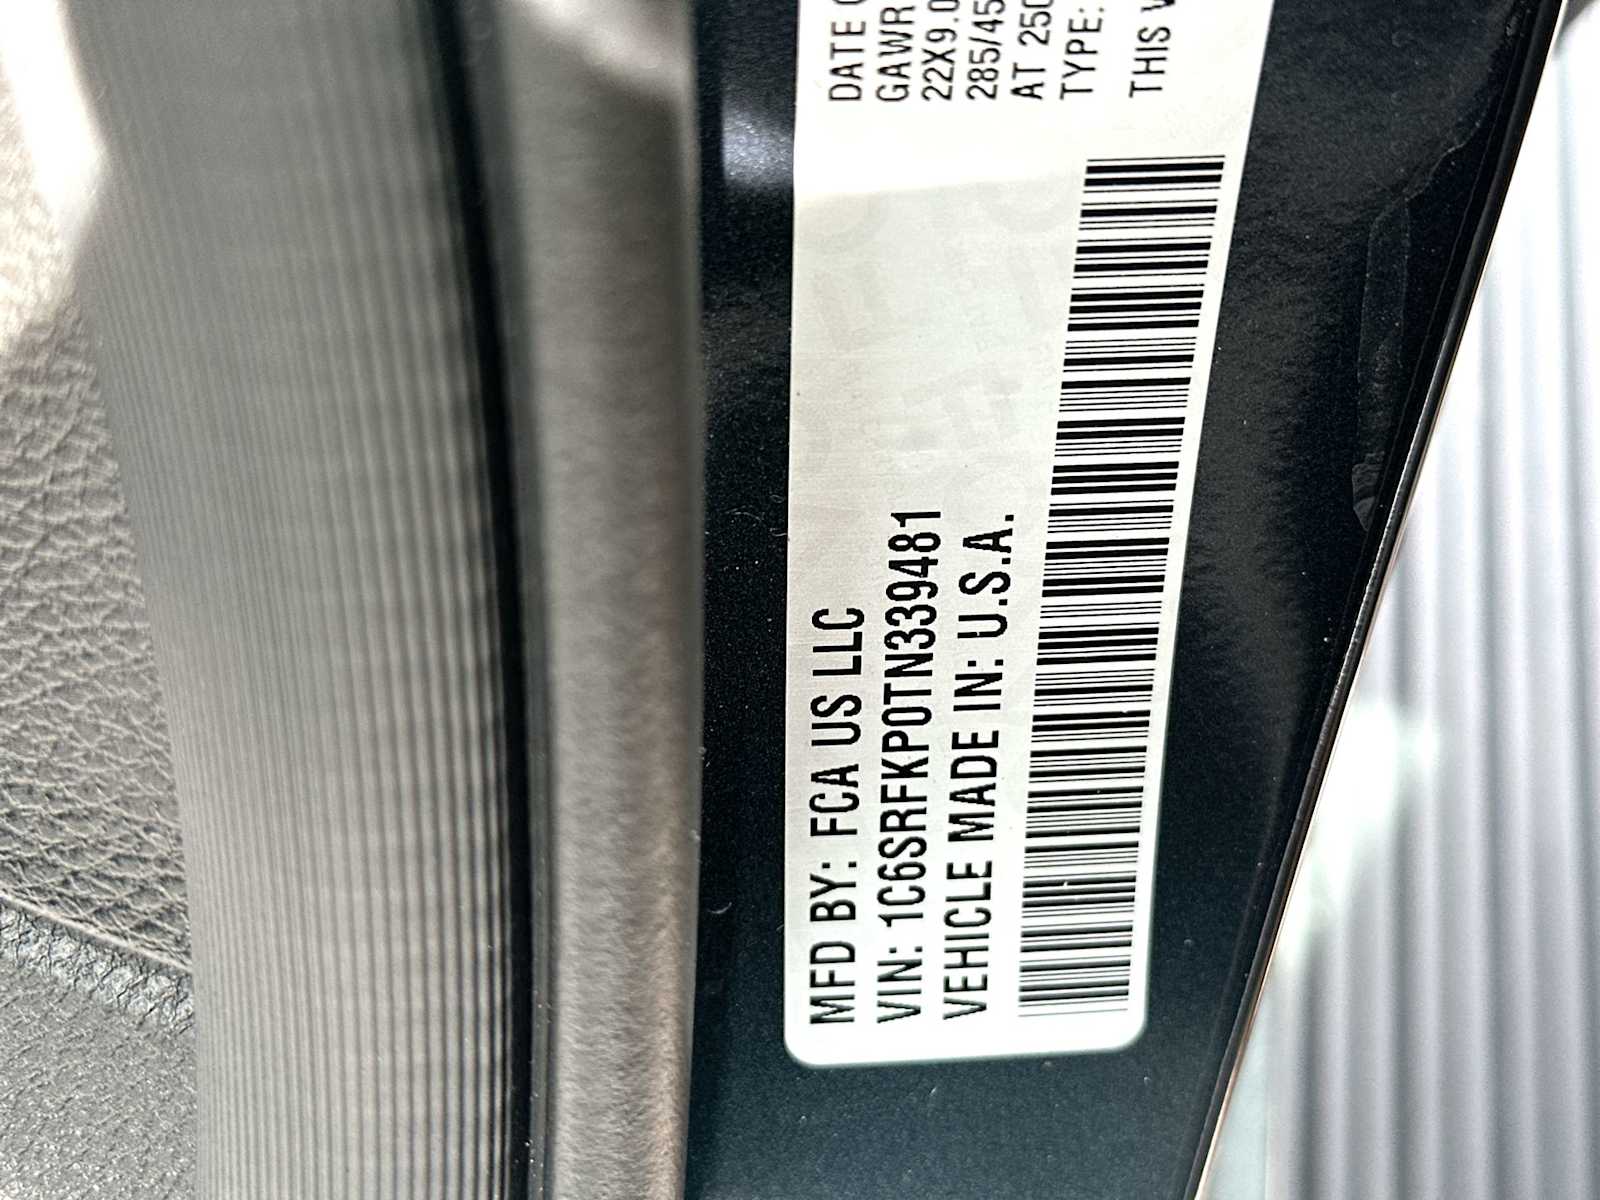 MFD BY: FCA US LLC
VIN: 1C6SRFKP0TN339481
VEHICLE MADE IN: U.S.A.
DATE
GAWR
22X9.0
285/45
AT 250
TYPE:
THIS